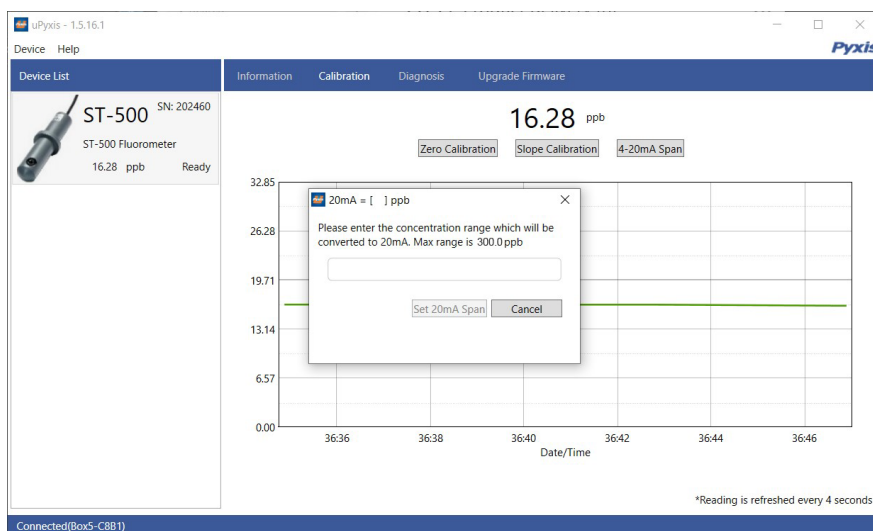 uPyxis - 1.5.16.1
Device Help
Pyxis
Device List
Information Calibration Diagnosis Upgrade Firmware
ST-500 SN: 202460
ST-500 Fluorometer
16.28 ppb Ready
16.28 ppb
Zero Calibration Slope Calibration 4-20mA Span
32.85
26.28
19.71
13.14
6.57
0.00
20mA = [ ] ppb
Please enter the concentration range which will be
converted to 20mA. Max range is 300.0 ppb
Set 20mA Span Cancel
36:36 36:38 36:40 36:42 36:44 36:46
Date/Time
*Reading is refreshed every 4 seconds
Connected(Box5-C8B1)